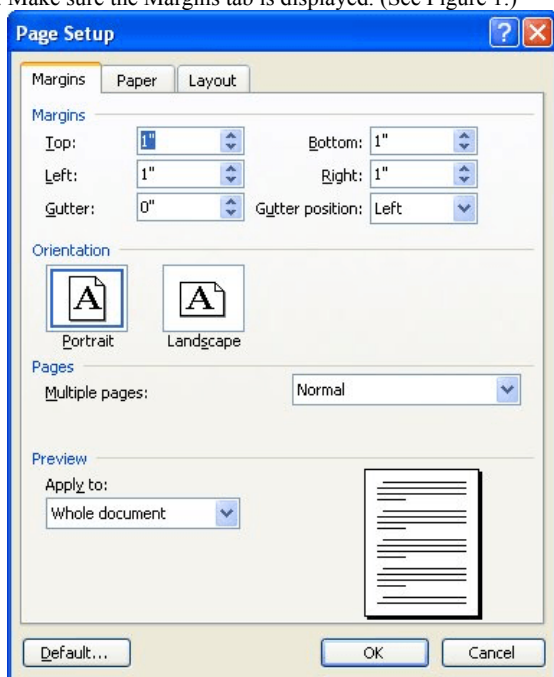 Make sure the Margins tab is displayed. (See Figure 1.)
Page Setup
Margins Paper Layout
Margins
Top: 1" Bottom: 1"
Left: 1" Right: 1"
Gutter: 0" Gutter position: Left
Orientation
A A
Portrait Landscape
Pages
Multiple pages: Normal
Preview
Apply to:
Whole document
Default... OK Cancel